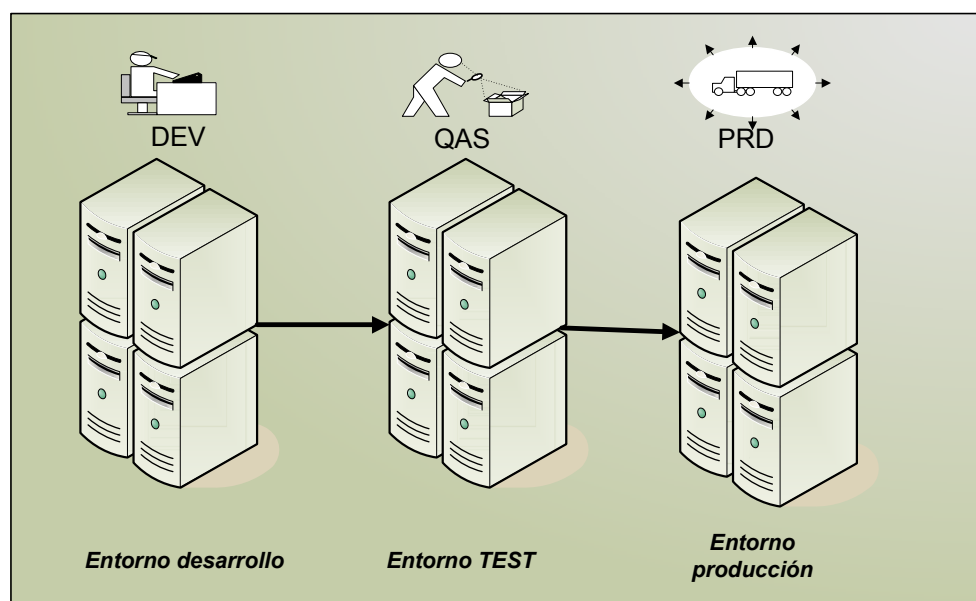 DEV
QAS
PRD
Entorno desarrollo
Entorno TEST
Entorno
producción